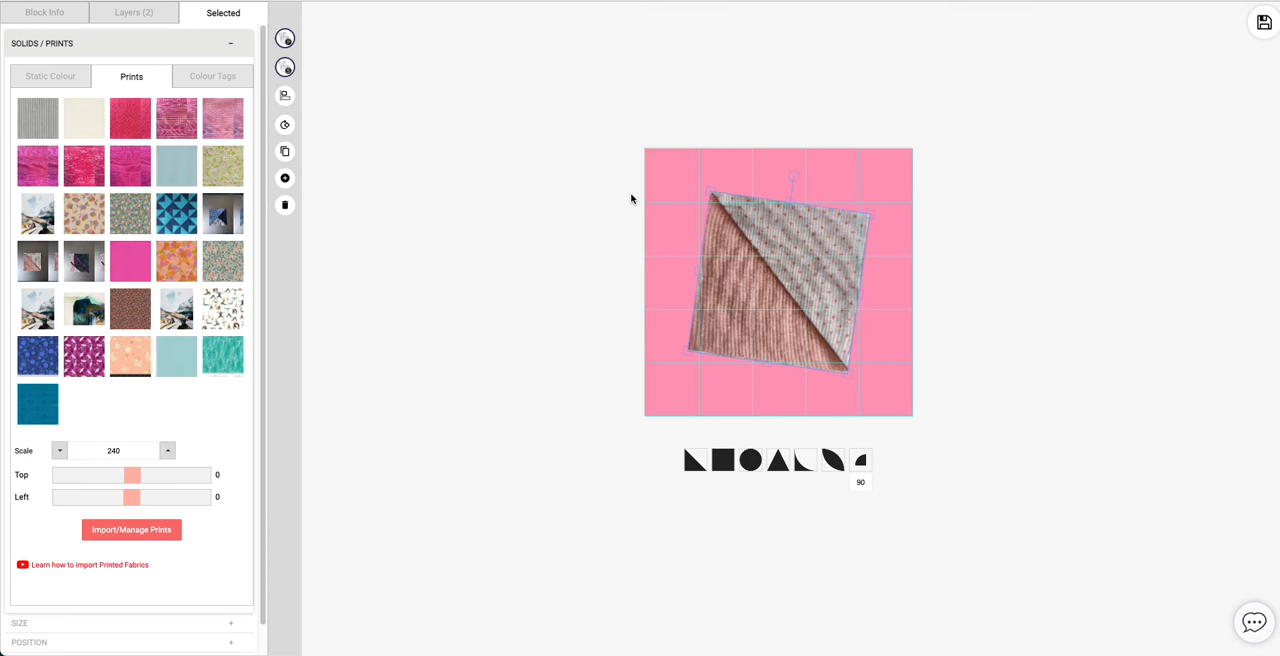 Block Info
Layers (2)
Selected
SOLIDS / PRINTS
Static Colour
Prints
Colour Tags
Scale
240
Top
0
Left
0
Import/Manage Prints
Learn how to import Printed Fabrics
SIZE
POSITION
90